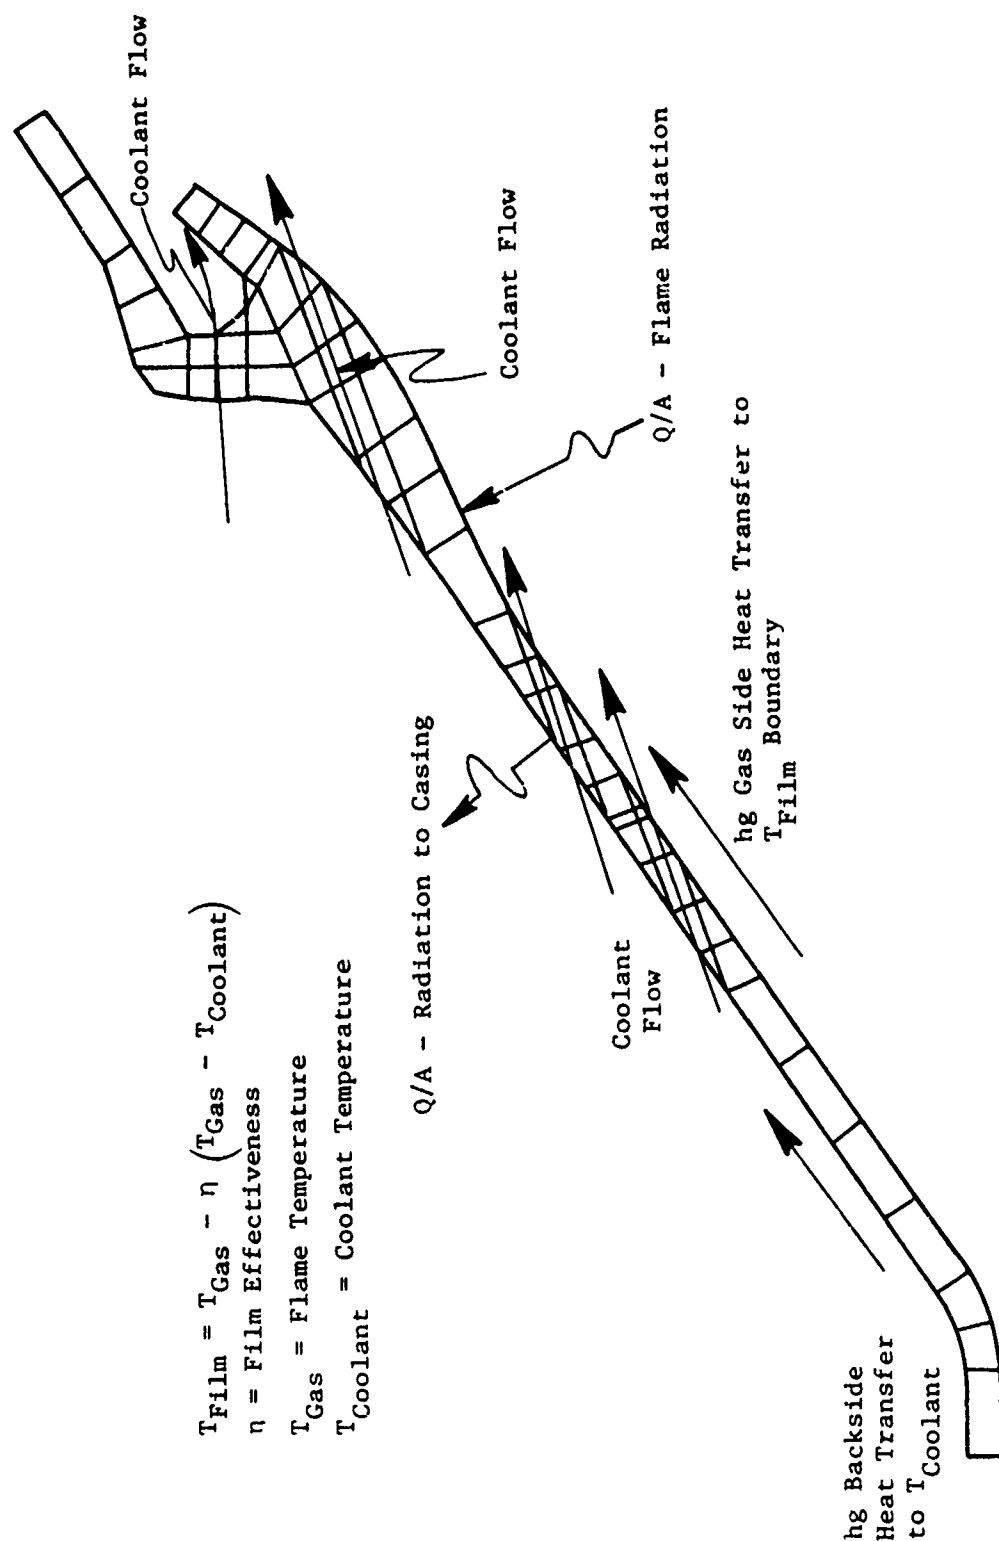 T_Film = T_Gas - η (T_Gas - T_Coolant)
η = Film Effectiveness
T_Gas = Flame Temperature
T_Coolant = Coolant Temperature
Coolant Flow
Coolant Flow
Q/A - Flame Radiation
Q/A - Radiation to Casing
Coolant
Flow
hg Gas Side Heat Transfer to
T_Film Boundary
hg Backside
Heat Transfer
to T_Coolant